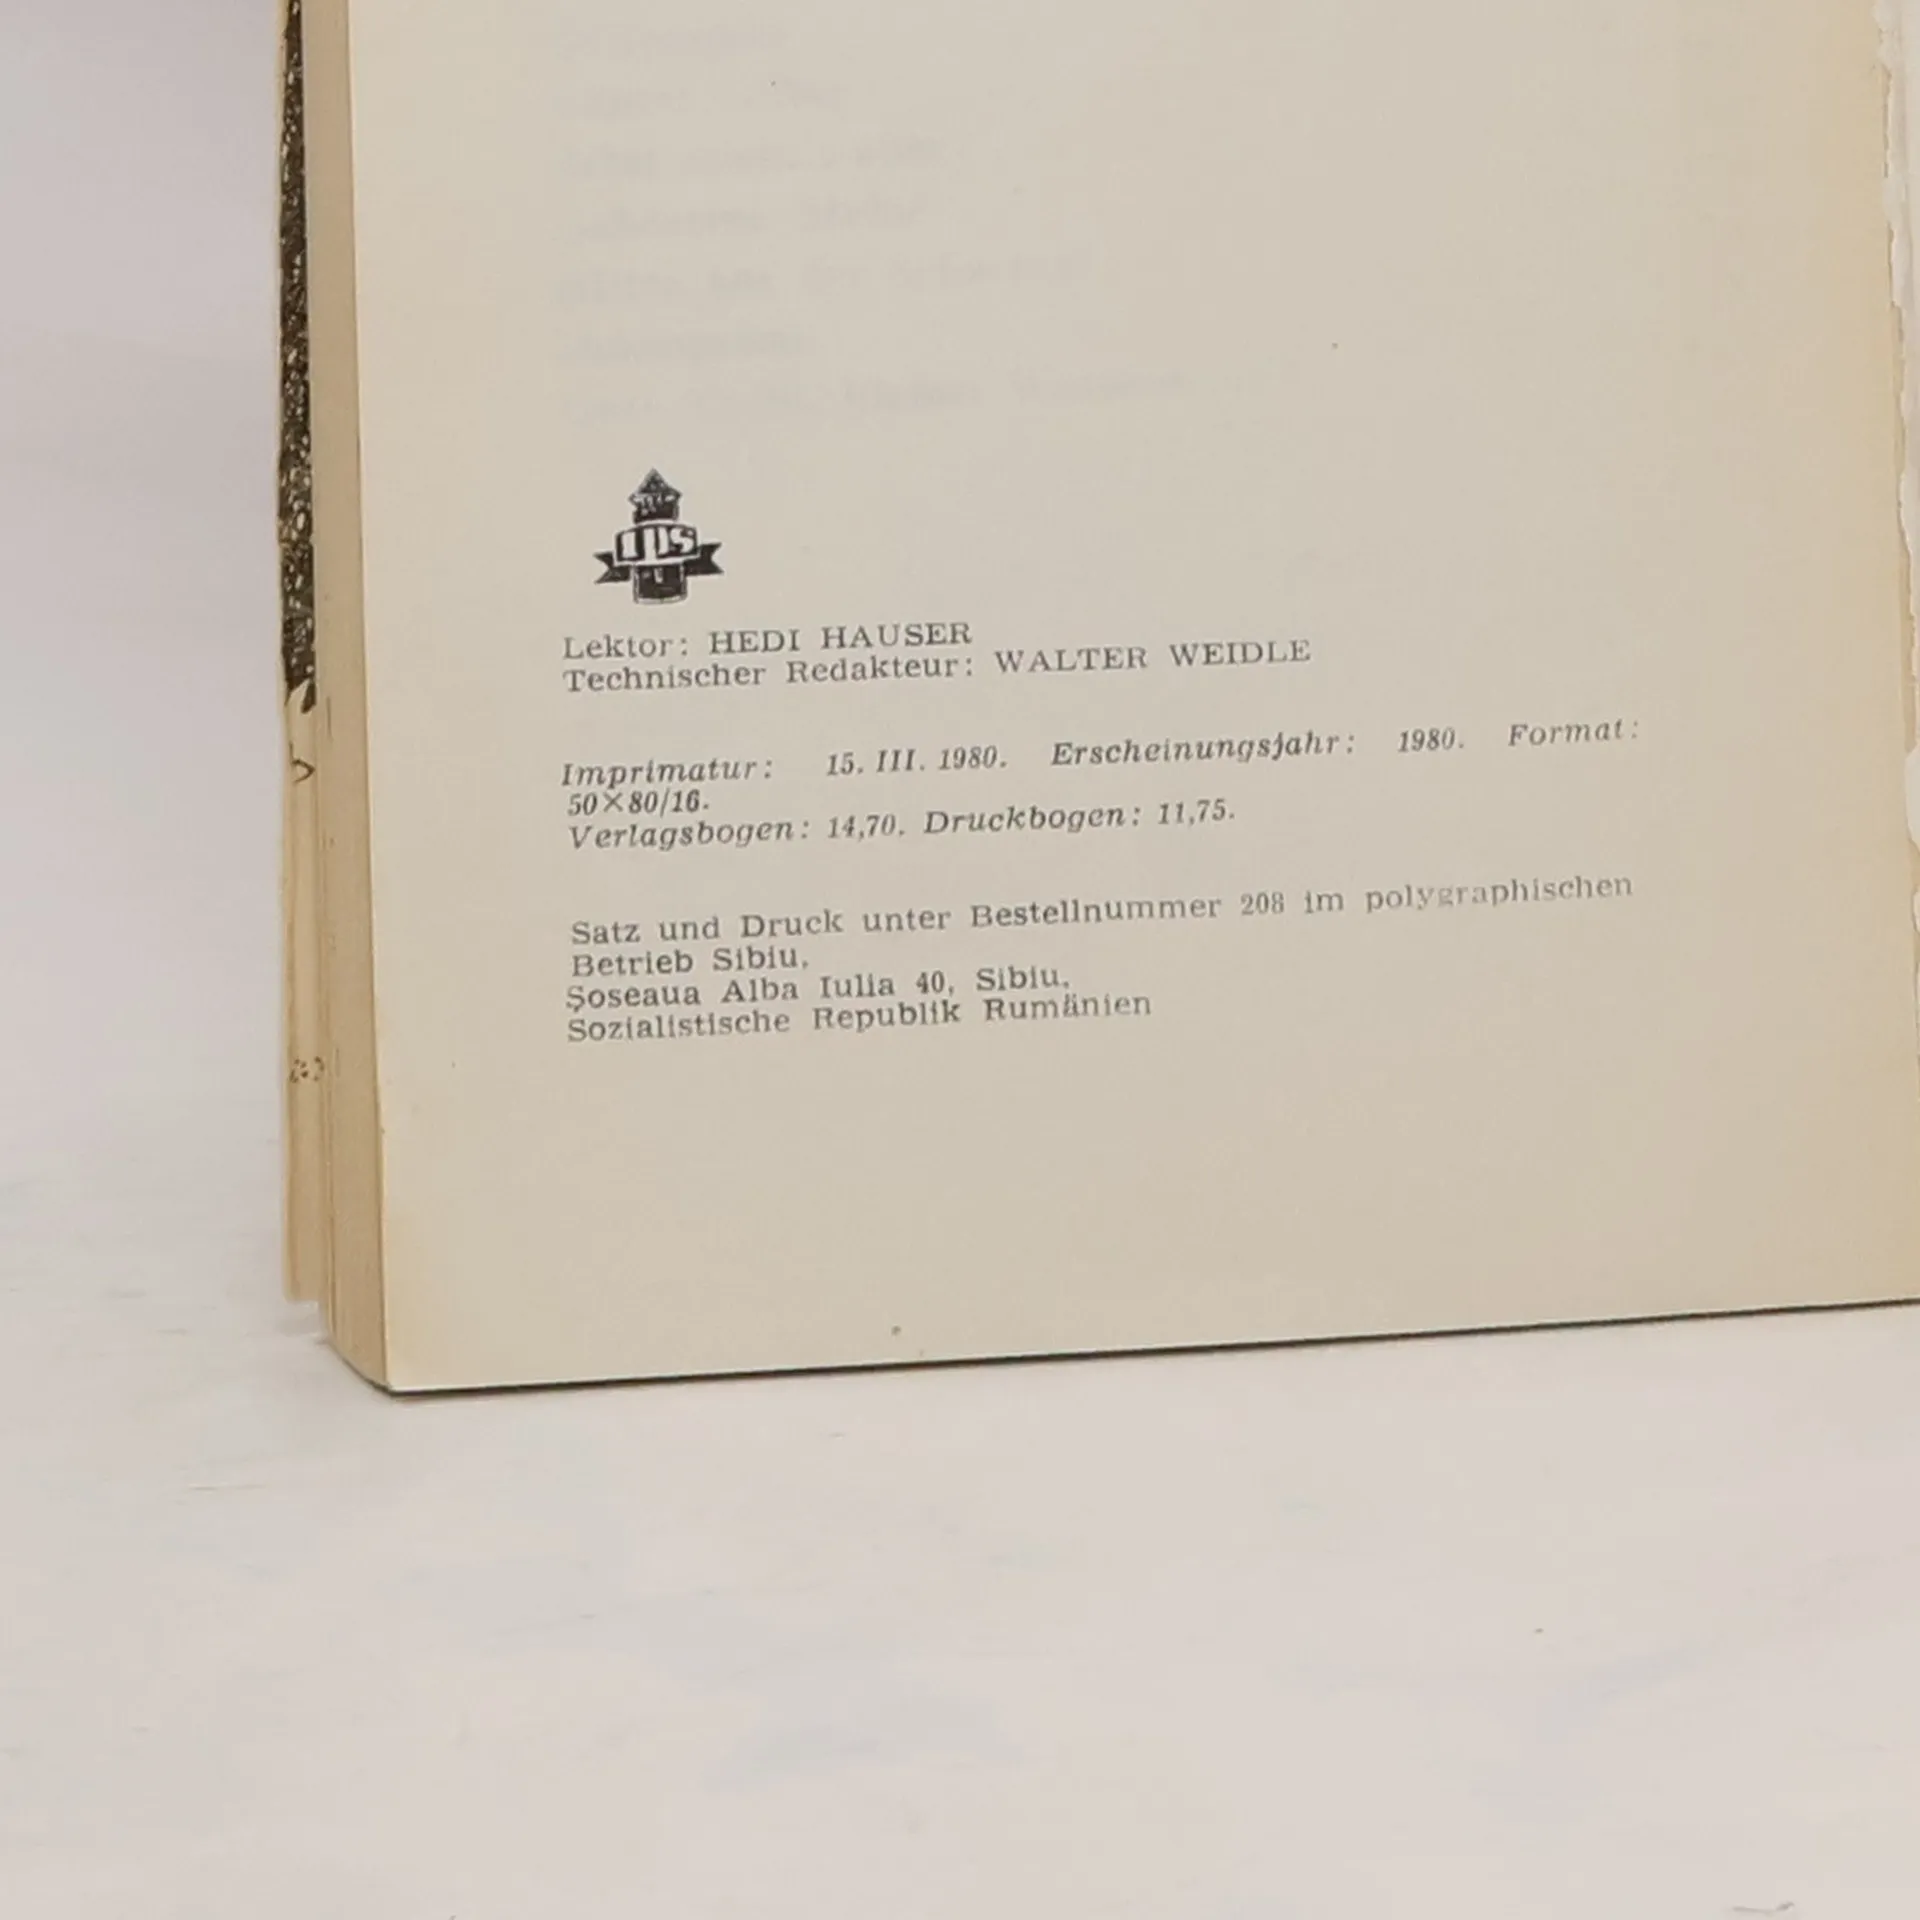 IDS
Lektor: HEDI HAUSER
Technischer Redakteur: WALTER WEIDLE
Imprimatur: 15. III. 1980. Erscheinungsjahr: 1980. Format:
50×80/16.
Verlagsbogen: 14,70. Druckbogen: 11,75.
Satz und Druck unter Bestellnummer 208 im polygraphischen
Betrieb Sibiu,
Șoseaua Alba Iulia 40, Sibiu,
Sozialistische Republik Rumänien